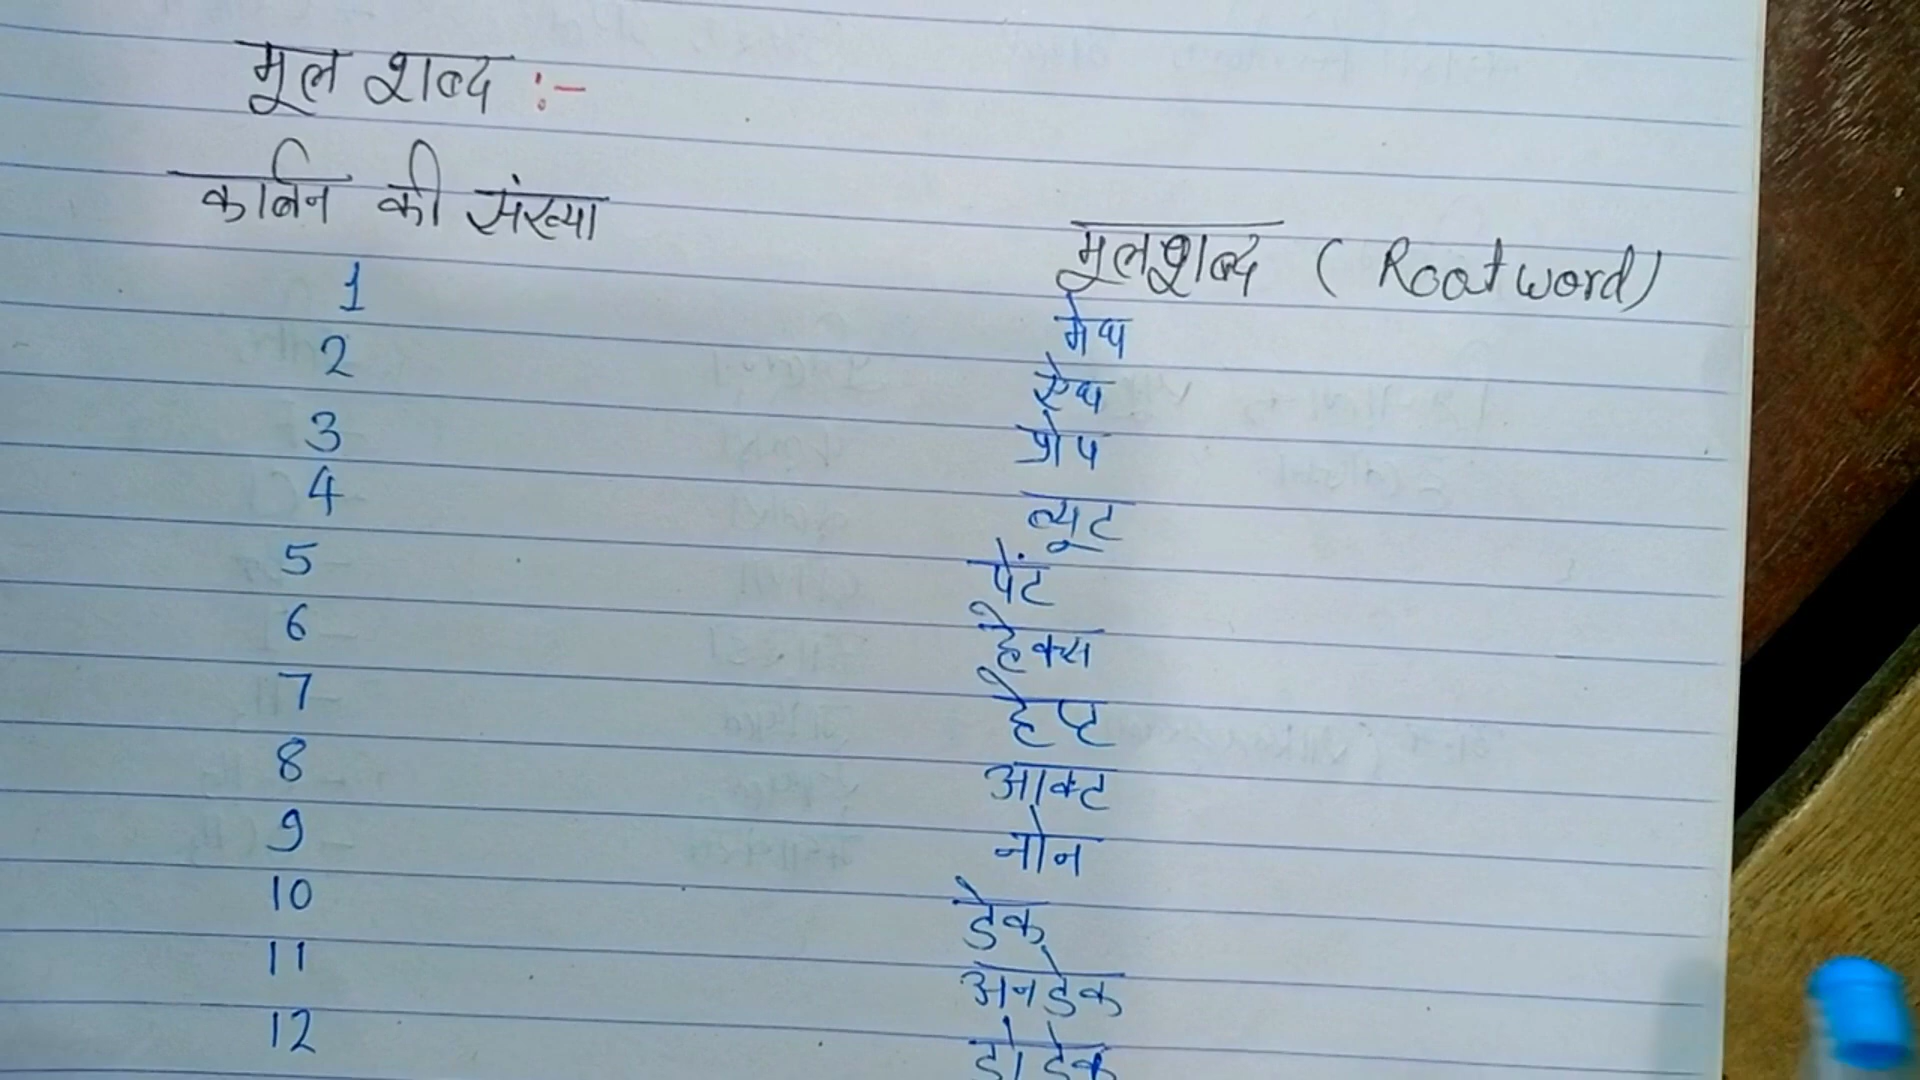 मूल शब्द :-
कार्बन की संख्या
मूलशब्द ( Root word)
1 मेथ
2 ऐथ
3 प्रोप
4 ब्यूट
5 पेंट
6 हेक्स
7 हेप्ट
8 आक्ट
9 नोन
10 डेक
11 अनडेक
12 डोडेक